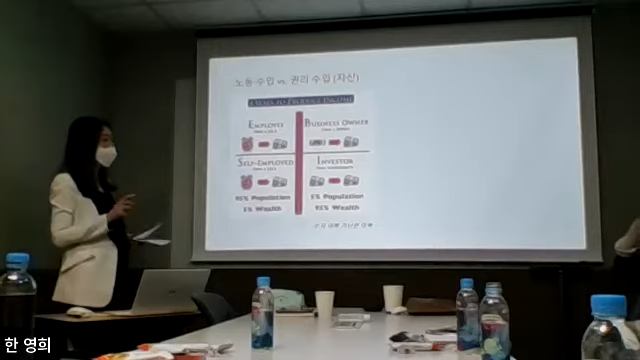 노동 수입 vs. 권리 수입 (자산)
4 WAYS TO PRODUCE INCOME
EMPLOYEE
BUSINESS OWNER
SELF-EMPLOYED
INVESTOR
95% Population
5% Population
5% Wealth
95% Wealth
한 영희